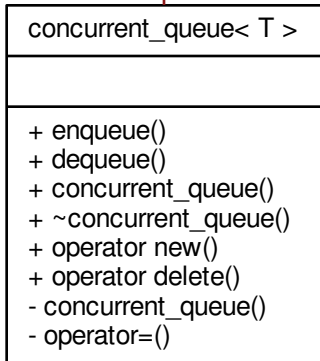 concurrent_queue< T >
+ enqueue()
+ dequeue()
+ concurrent_queue()
+ ~concurrent_queue()
+ operator new()
+ operator delete()
- concurrent_queue()
- operator=()